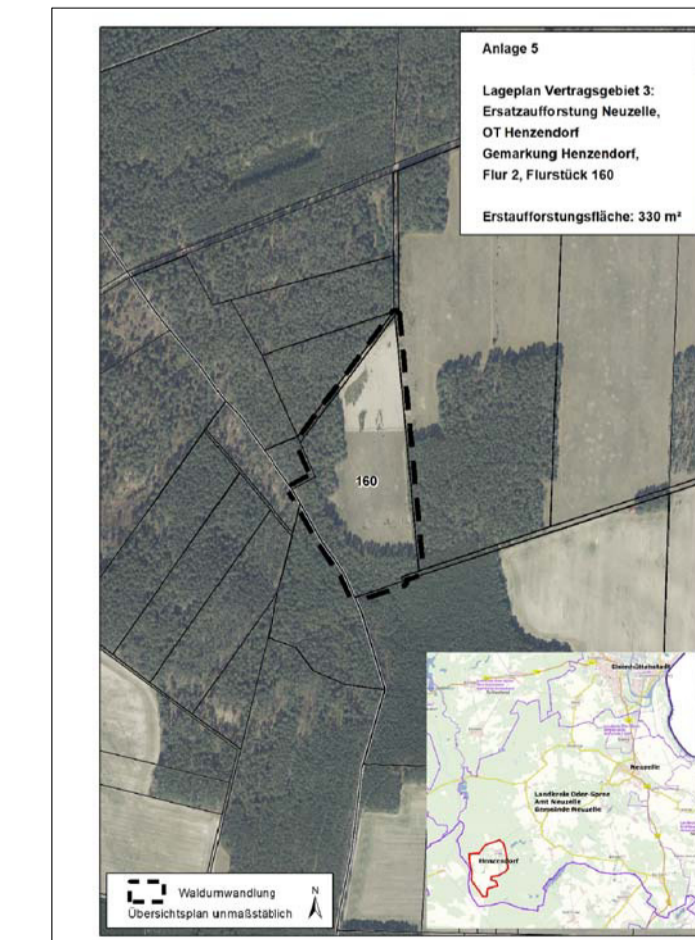 Anlage 5
Lageplan Vertragsgebiet 3:
Ersatzaufforstung Neuzelle,
OT Henzendorf
Gemarkung Henzendorf,
Flur 2, Flurstück 160
Erstaufforstungsfläche: 330 m²
160
Eisenhüttenstadt
Neuzelle
Landkreis Oder-Spree
Amt Neuzelle
Gemeinde Neuzelle
Henzendorf
Waldumwandlung
N
Übersichtsplan unmaßstäblich